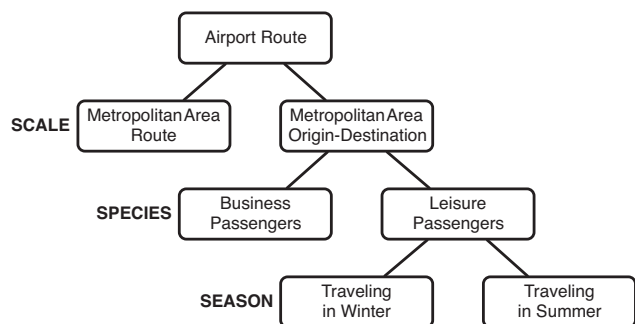 Airport Route
SCALE
Metropolitan Area
Route
Metropolitan Area
Origin-Destination
SPECIES
Business
Passengers
Leisure
Passengers
SEASON
Traveling
in Winter
Traveling
in Summer